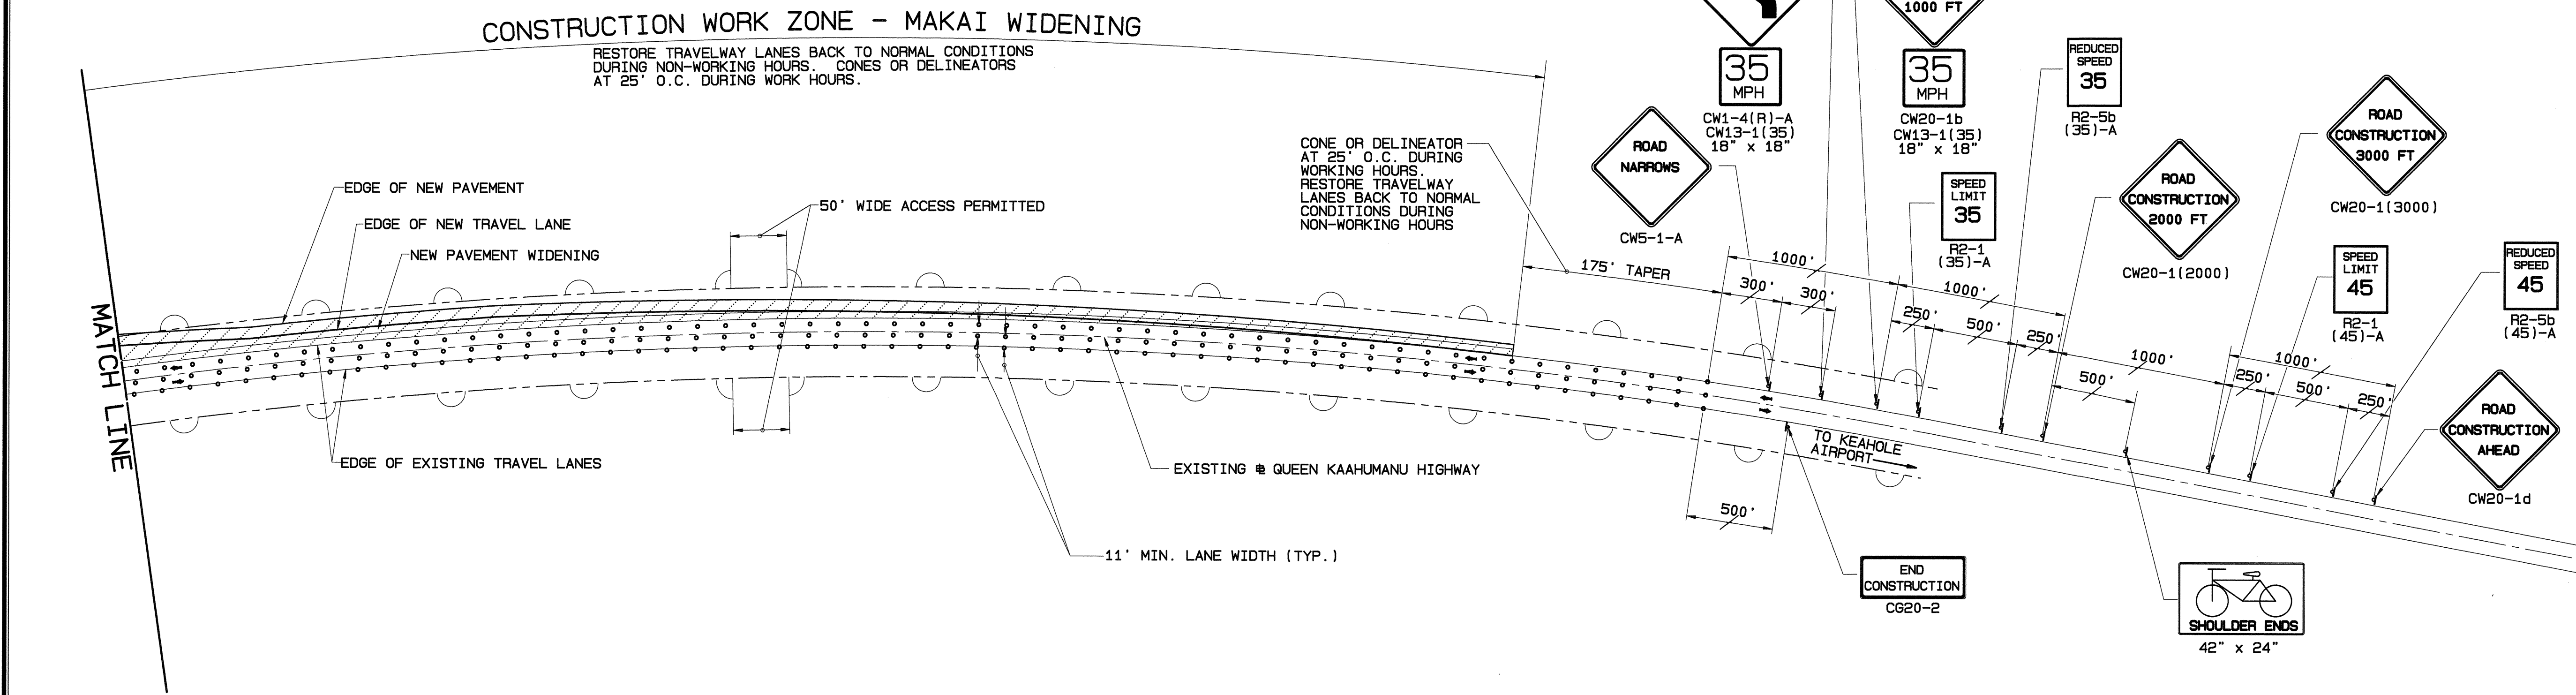 CONSTRUCTION WORK ZONE - MAKAI WIDENING
RESTORE TRAVELWAY LANES BACK TO NORMAL CONDITIONS
DURING NON-WORKING HOURS. CONES OR DELINEATORS
AT 25' O.C. DURING WORK HOURS.
MATCH LINE
EDGE OF NEW PAVEMENT
EDGE OF NEW TRAVEL LANE
NEW PAVEMENT WIDENING
50' WIDE ACCESS PERMITTED
EDGE OF EXISTING TRAVEL LANES
11' MIN. LANE WIDTH (TYP.)
EXISTING ℄ QUEEN KAAHUMANU HIGHWAY
CONE OR DELINEATOR
AT 25' O.C. DURING
WORKING HOURS.
RESTORE TRAVELWAY
LANES BACK TO NORMAL
CONDITIONS DURING
NON-WORKING HOURS
175' TAPER
35
MPH
CW1-4(R)-A
CW13-1(35)
18" x 18"
ROAD
NARROWS
CW5-1-A
1000 FT
35
MPH
CW20-1b
CW13-1(35)
18" x 18"
SPEED
LIMIT
35
R2-1
(35)-A
REDUCED
SPEED
35
R2-5b
(35)-A
ROAD
CONSTRUCTION
2000 FT
CW20-1(2000)
ROAD
CONSTRUCTION
3000 FT
CW20-1(3000)
SPEED
LIMIT
45
R2-1
(45)-A
REDUCED
SPEED
45
R2-5b
(45)-A
ROAD
CONSTRUCTION
AHEAD
CW20-1d
1000'
300'
300'
1000'
250'
500'
250'
1000'
500'
1000'
250'
500'
250'
TO KEAHOLE
AIRPORT
500'
END
CONSTRUCTION
CG20-2
SHOULDER ENDS
42" x 24"